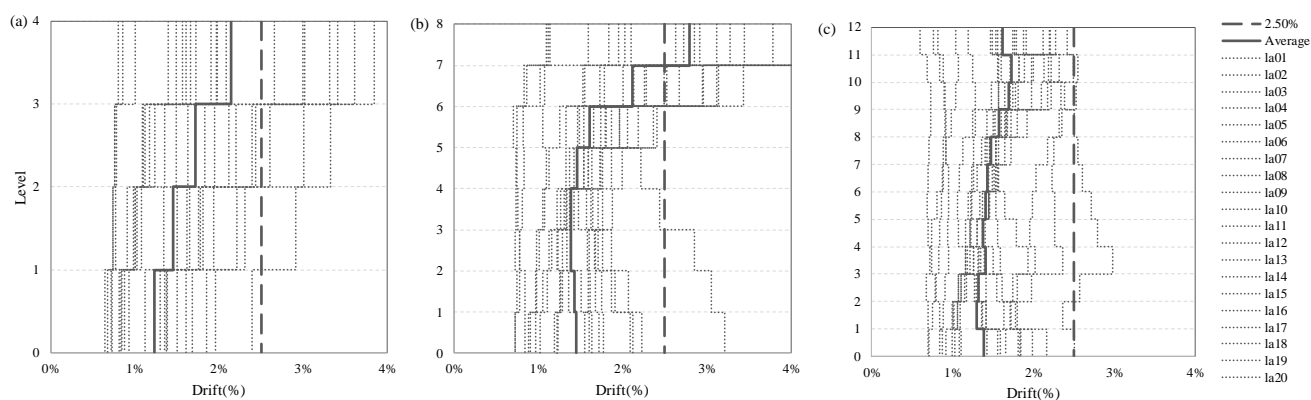 (a)
4
3
2
1
0
Level
0% 1% 2% 3% 4%
Drift(%)
(b)
8
7
6
5
4
3
2
1
0
0% 1% 2% 3% 4%
Drift(%)
(c)
12
11
10
9
8
7
6
5
4
3
2
1
0
0% 1% 2% 3% 4%
Drift(%)
2.50%
Average
la01
la02
la03
la04
la05
la06
la07
la08
la09
la10
la11
la12
la13
la14
la15
la16
la17
la18
la19
la20